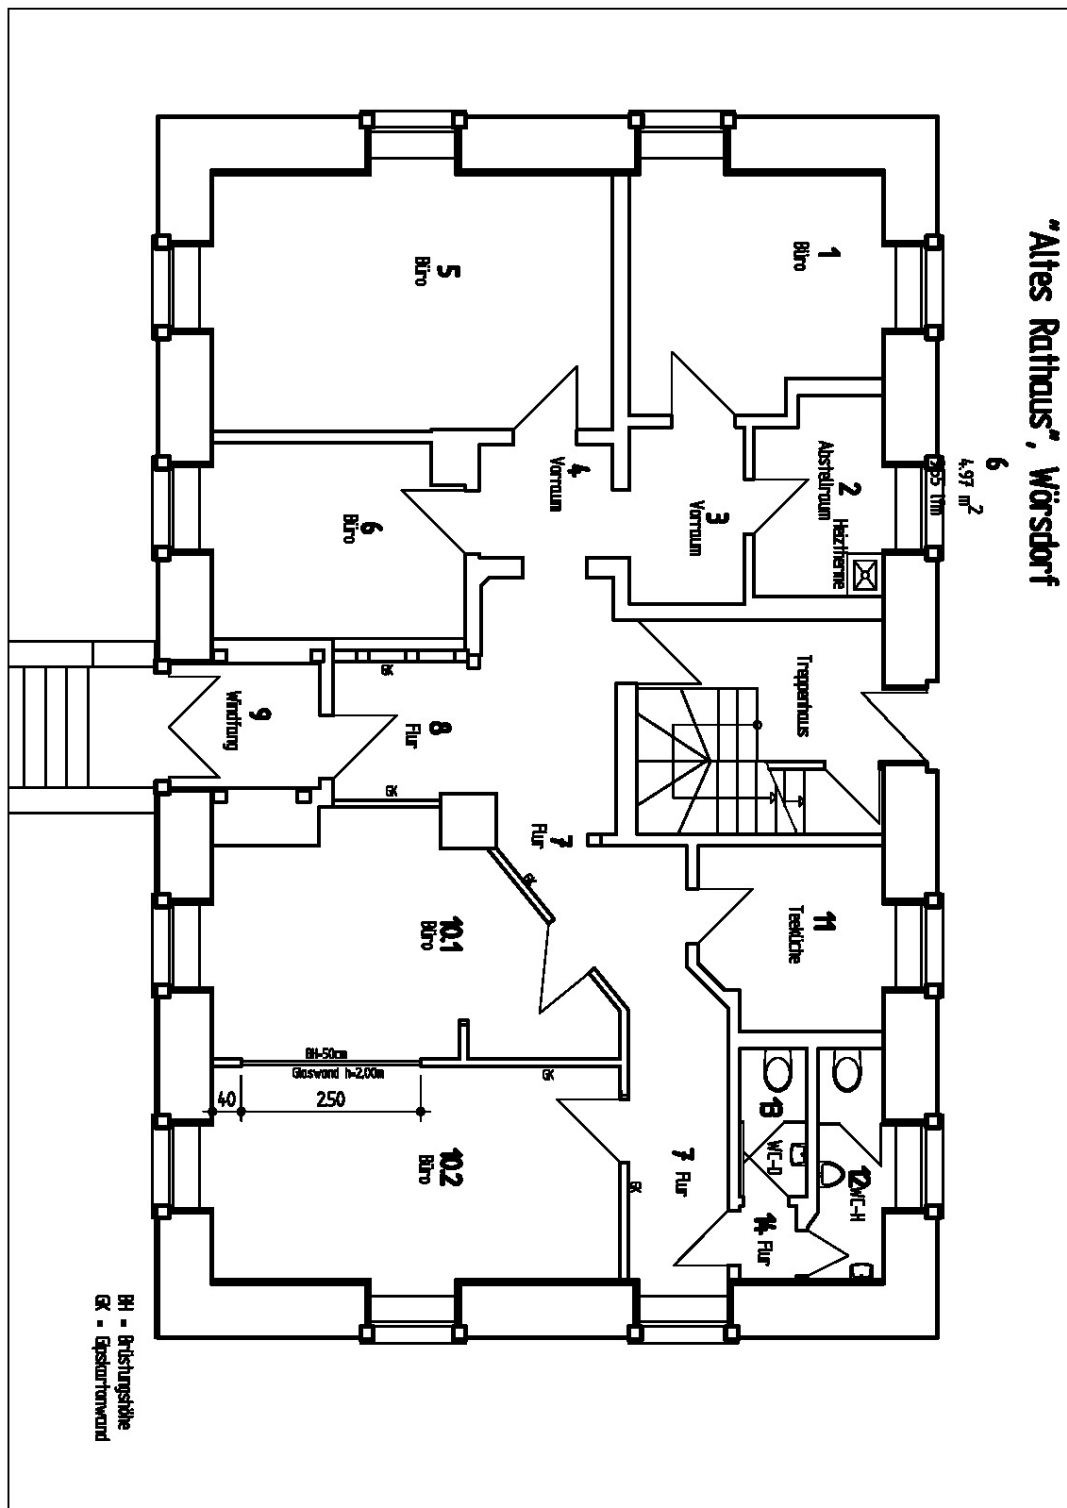 "Altes Rathaus", Wörsdorf
6
4.97 m²
1
Büro
2
Abstellraum
Heiztherme
3
Vorraum
4
Vorraum
5
Büro
6
Büro
Treppenhaus
GK
8
Flur
9
Windfang
GK
7
Flur
GK
11
Teeküche
10.1
Büro
BH=50cm
Glaswand h=2,00m
GK
40
250
10.2
Büro
7 Flur
GK
13
WC-D
12
WC-H
14 Flur
BH = Brüstungshöhe
GK = Gipskartonwand